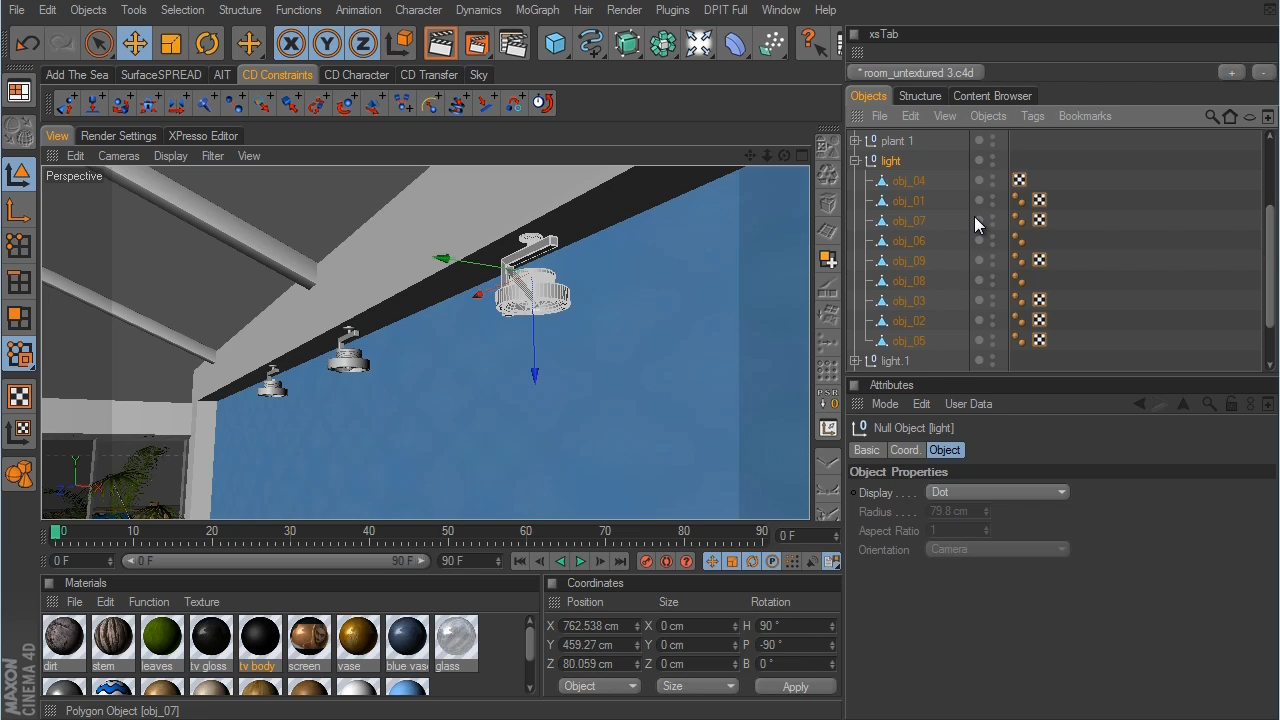 File Edit Objects Tools Selection Structure Functions Animation Character Dynamics MoGraph Hair Render Plugins DPIT Full Window Help
xsTab
* room_untextured 3.c4d
+ -
Add The Sea SurfaceSPREAD AIT CD Constraints CD Character CD Transfer Sky
Objects Structure Content Browser
File Edit View Objects Tags Bookmarks
View Render Settings XPresso Editor
Edit Cameras Display Filter View
Perspective
plant 1
light
obj_04
obj_01
obj_07
obj_06
obj_09
obj_08
obj_03
obj_02
obj_05
light.1
Attributes
Mode Edit User Data
Null Object [light]
Basic Coord. Object
Object Properties
Display . . . . Dot
Radius . . . . 79.8 cm
Aspect Ratio 1
Orientation Camera
X Y Z
P S R
0
Y
Z X
0 10 20 30 40 50 60 70 80 90 0 F
0 F 0 F 90 F 90 F
Materials
File Edit Function Texture
dirt stem leaves tv gloss tv body screen vase blue vas glass
Coordinates
Position Size Rotation
X 762.538 cm X 0 cm H 90 °
Y 459.27 cm Y 0 cm P -90 °
Z 80.059 cm Z 0 cm B 0 °
Object Size Apply
MAXON
CINEMA 4D
Polygon Object [obj_07]